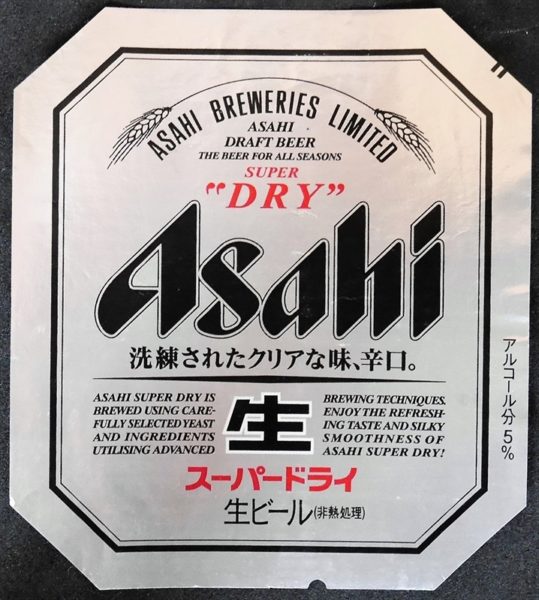 ASAHI BREWERIES LIMITED
ASAHI
DRAFT BEER
THE BEER FOR ALL SEASONS
SUPER
“DRY”
Asahi
洗練されたクリアな味、辛口。
ASAHI SUPER DRY IS
BREWED USING CARE-
FULLY SELECTED YEAST
AND INGREDIENTS
UTILISING ADVANCED
生
BREWING TECHNIQUES.
ENJOY THE REFRESH-
ING TASTE AND SILKY
SMOOTHNESS OF
ASAHI SUPER DRY!
スーパードライ
生ビール(非熱処理)
アルコール分5%